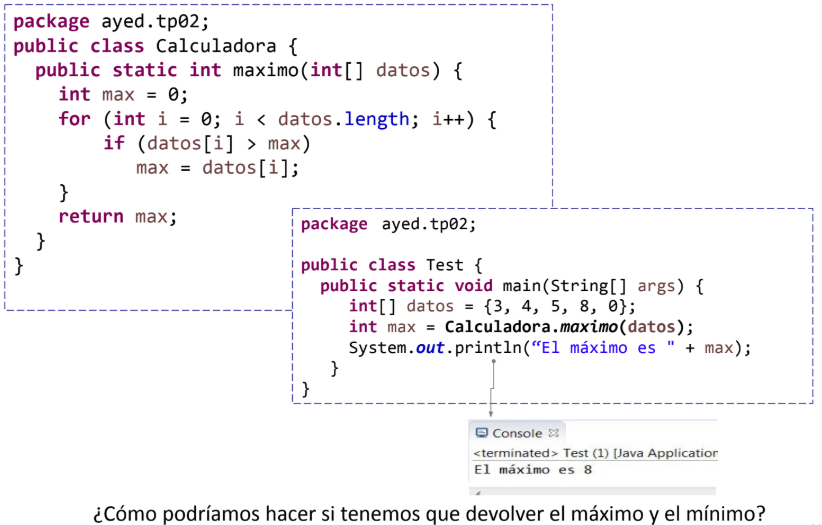 package ayed.tp02;
public class Calculadora {
public static int maximo(int[] datos) {
int max = 0;
for (int i = 0; i < datos.length; i++) {
if (datos[i] > max)
max = datos[i];
}
return max;
}
}
package ayed.tp02;
public class Test {
public static void main(String[] args) {
int[] datos = {3, 4, 5, 8, 0};
int max = Calculadora.maximo(datos);
System.out.println(“El máximo es " + max);
}
}
Console
<terminated> Test (1) [Java Application
El máximo es 8
¿Cómo podríamos hacer si tenemos que devolver el máximo y el mínimo?